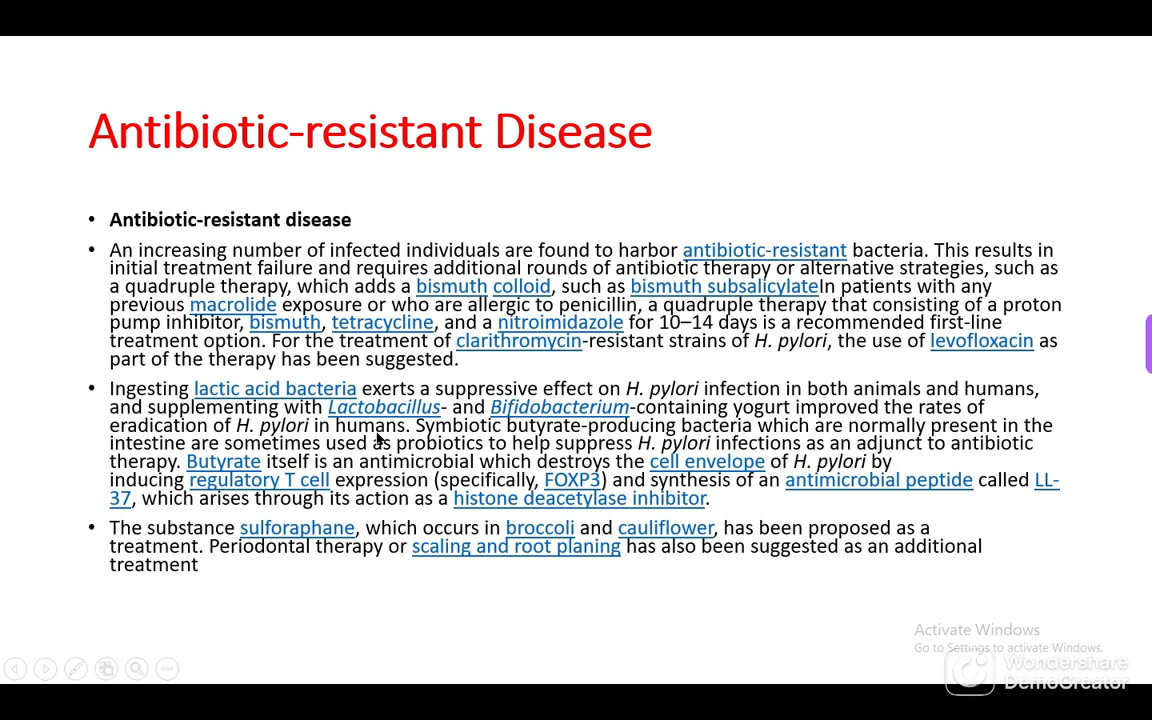 Antibiotic-resistant Disease
• Antibiotic-resistant disease
• An increasing number of infected individuals are found to harbor antibiotic-resistant bacteria. This results in
initial treatment failure and requires additional rounds of antibiotic therapy or alternative strategies, such as
a quadruple therapy, which adds a bismuth colloid, such as bismuth subsalicylateIn patients with any
previous macrolide exposure or who are allergic to penicillin, a quadruple therapy that consisting of a proton
pump inhibitor, bismuth, tetracycline, and a nitroimidazole for 10–14 days is a recommended first-line
treatment option. For the treatment of clarithromycin-resistant strains of H. pylori, the use of levofloxacin as
part of the therapy has been suggested.
• Ingesting lactic acid bacteria exerts a suppressive effect on H. pylori infection in both animals and humans,
and supplementing with Lactobacillus- and Bifidobacterium-containing yogurt improved the rates of
eradication of H. pylori in humans. Symbiotic butyrate-producing bacteria which are normally present in the
intestine are sometimes used as probiotics to help suppress H. pylori infections as an adjunct to antibiotic
therapy. Butyrate itself is an antimicrobial which destroys the cell envelope of H. pylori by
inducing regulatory T cell expression (specifically, FOXP3) and synthesis of an antimicrobial peptide called LL-
37, which arises through its action as a histone deacetylase inhibitor.
• The substance sulforaphane, which occurs in broccoli and cauliflower, has been proposed as a
treatment. Periodontal therapy or scaling and root planing has also been suggested as an additional
treatment
Activate Windows
Go to Settings to activate Windows.
Wondershare
DemoCreator